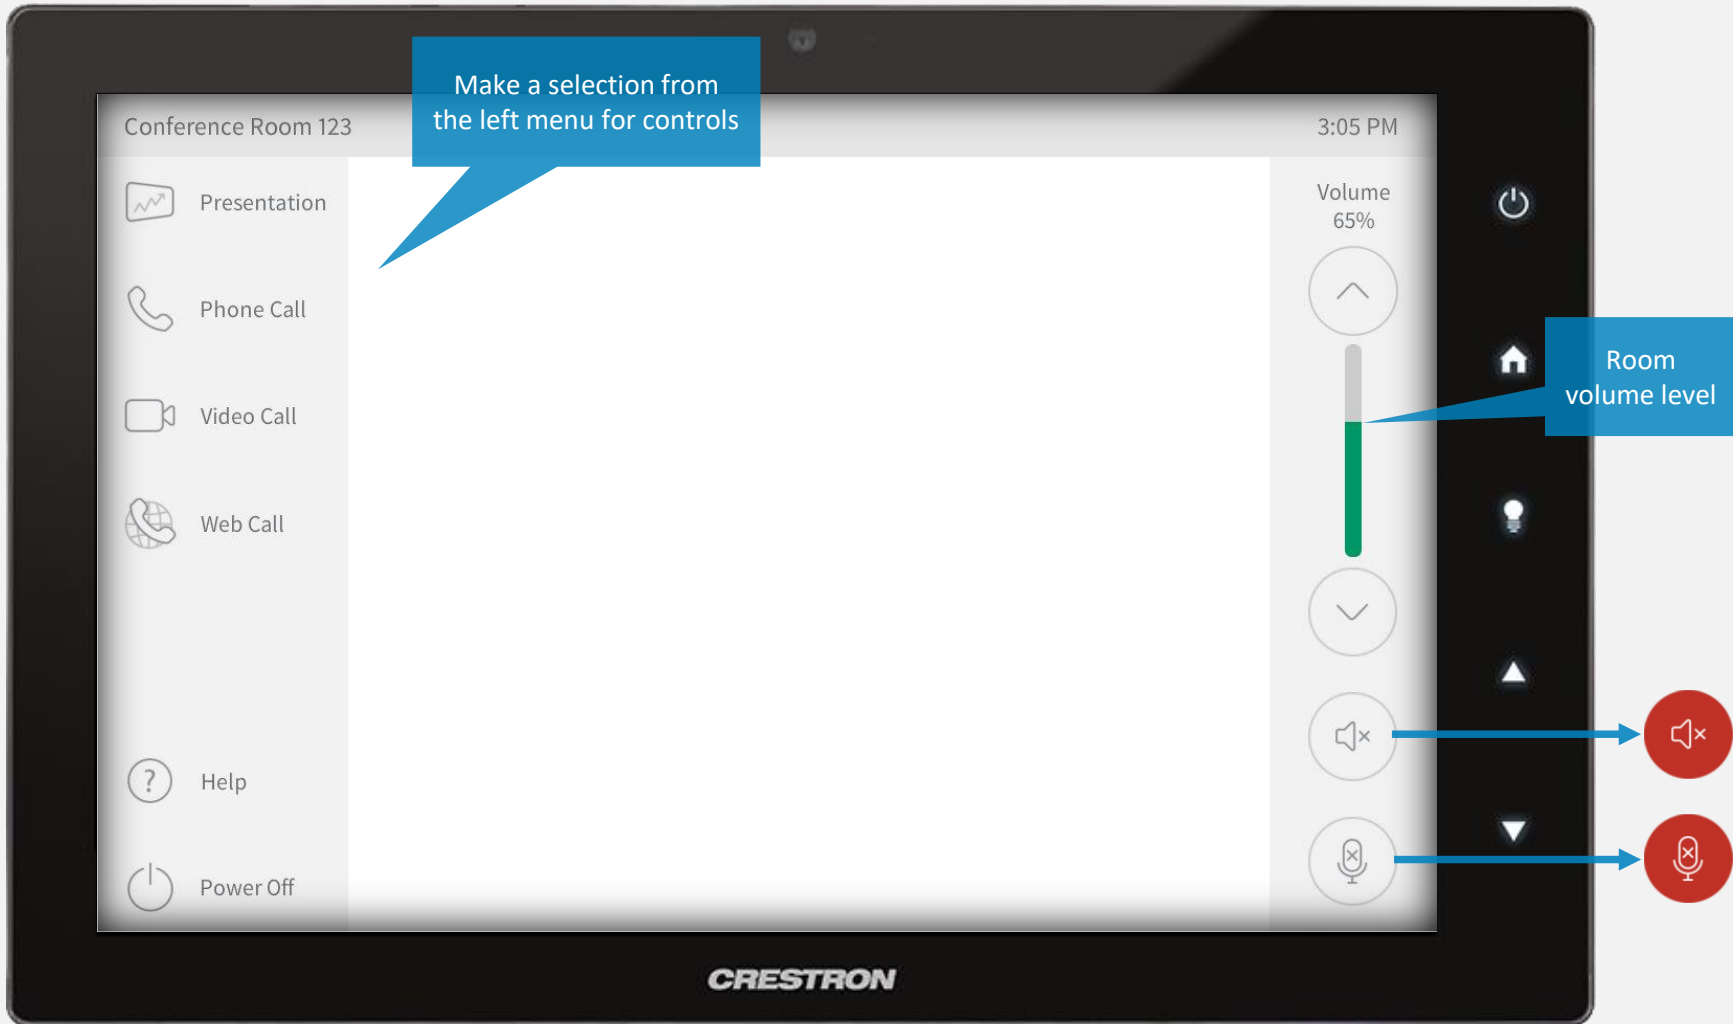 Make a selection from
the left menu for controls
Conference Room 123
3:05 PM
Presentation
Phone Call
Video Call
Web Call
Help
Power Off
Volume
65%
Room
volume level
CRESTRON